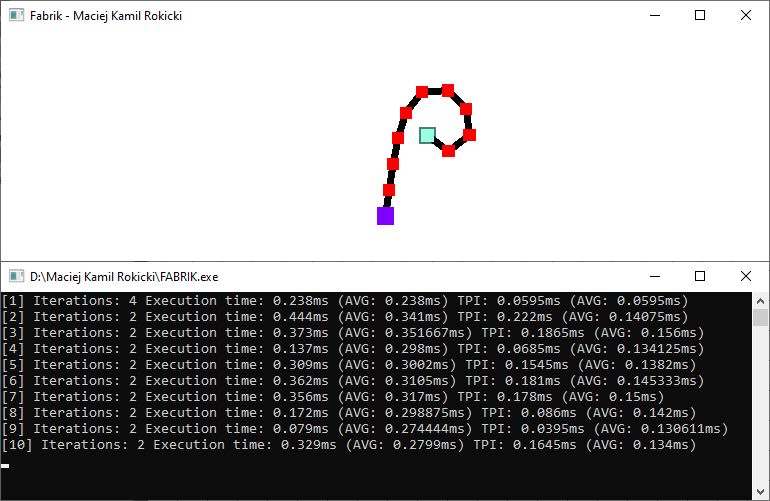 Fabrik - Maciej Kamil Rokicki
D:\Maciej Kamil Rokicki\FABRIK.exe
[1] Iterations: 4 Execution time: 0.238ms (AVG: 0.238ms) TPI: 0.0595ms (AVG: 0.0595ms)
[2] Iterations: 2 Execution time: 0.444ms (AVG: 0.341ms) TPI: 0.222ms (AVG: 0.14075ms)
[3] Iterations: 2 Execution time: 0.373ms (AVG: 0.351667ms) TPI: 0.1865ms (AVG: 0.156ms)
[4] Iterations: 2 Execution time: 0.137ms (AVG: 0.298ms) TPI: 0.0685ms (AVG: 0.134125ms)
[5] Iterations: 2 Execution time: 0.309ms (AVG: 0.3002ms) TPI: 0.1545ms (AVG: 0.1382ms)
[6] Iterations: 2 Execution time: 0.362ms (AVG: 0.3105ms) TPI: 0.181ms (AVG: 0.145333ms)
[7] Iterations: 2 Execution time: 0.356ms (AVG: 0.317ms) TPI: 0.178ms (AVG: 0.15ms)
[8] Iterations: 2 Execution time: 0.172ms (AVG: 0.298875ms) TPI: 0.086ms (AVG: 0.142ms)
[9] Iterations: 2 Execution time: 0.079ms (AVG: 0.274444ms) TPI: 0.0395ms (AVG: 0.130611ms)
[10] Iterations: 2 Execution time: 0.329ms (AVG: 0.2799ms) TPI: 0.1645ms (AVG: 0.134ms)